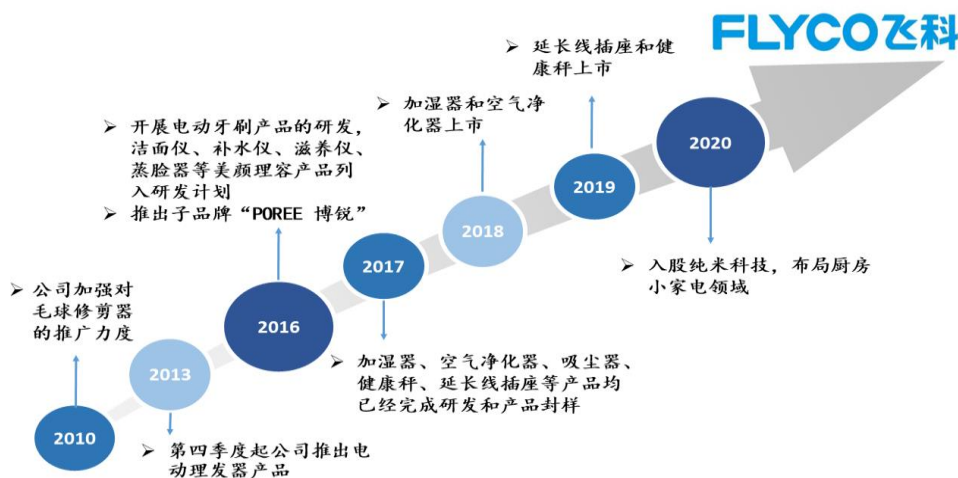 FLYCO飞科
➢ 延长线插座和健
康秤上市
➢ 加湿器和空气净
化器上市
➢ 开展电动牙刷产品的研发,
洁面仪、补水仪、滋养仪、
蒸脸器等美颜理容产品列
入研发计划
➢ 推出子品牌“POREE 博锐”
➢ 公司加强对
毛球修剪器
的推广力度
2010
2013
2016
2017
2018
2019
2020
➢ 入股纯米科技, 布局厨房
小家电领域
➢ 加湿器、空气净化器、吸尘器、
健康秤、延长线插座等产品均
已经完成研发和产品封样
➢ 第四季度起公司推出电
动理发器产品